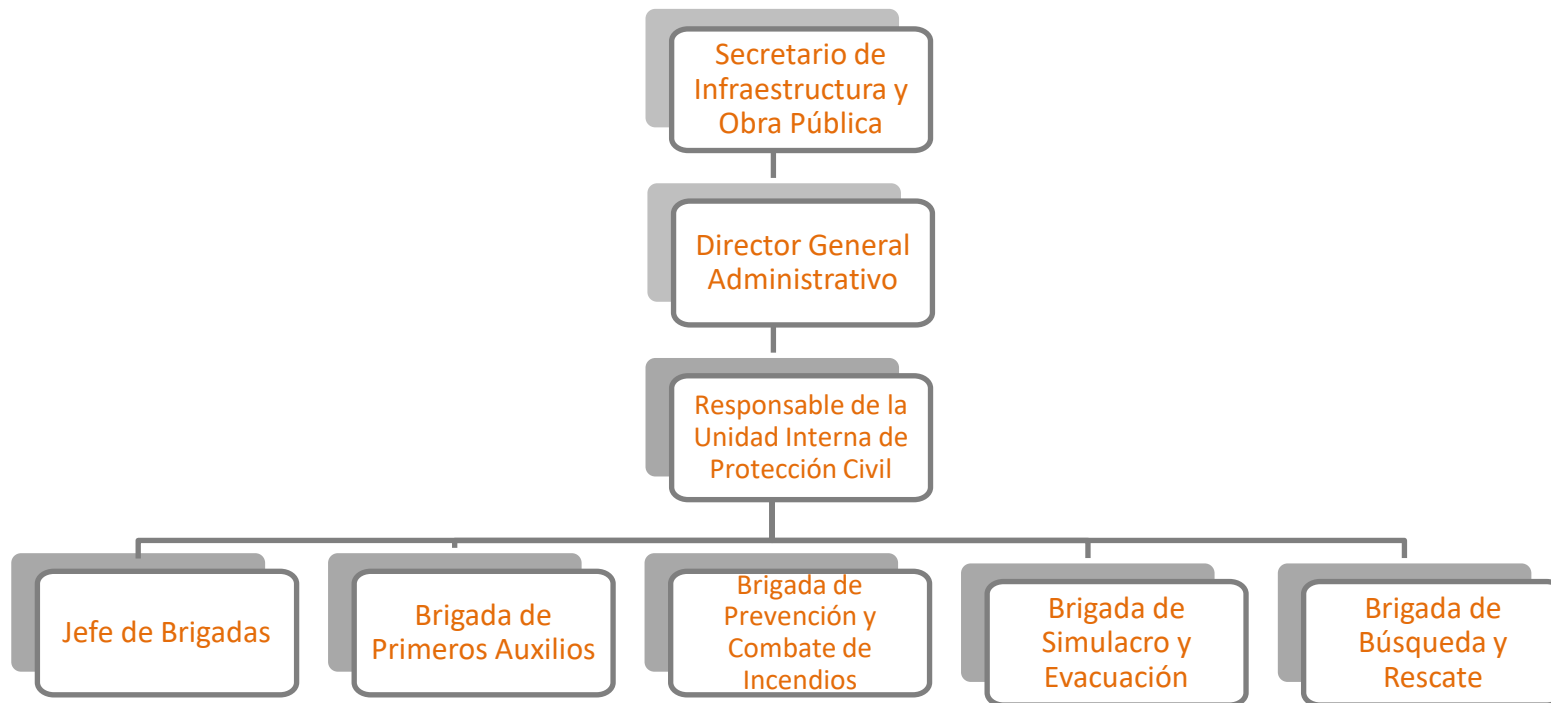 Secretario de
Infraestructura y
Obra Pública
Director General
Administrativo
Responsable de la
Unidad Interna de
Protección Civil
Jefe de Brigadas
Brigada de
Primeros Auxilios
Brigada de
Prevención y
Combate de
Incendios
Brigada de
Simulacro y
Evacuación
Brigada de
Búsqueda y
Rescate